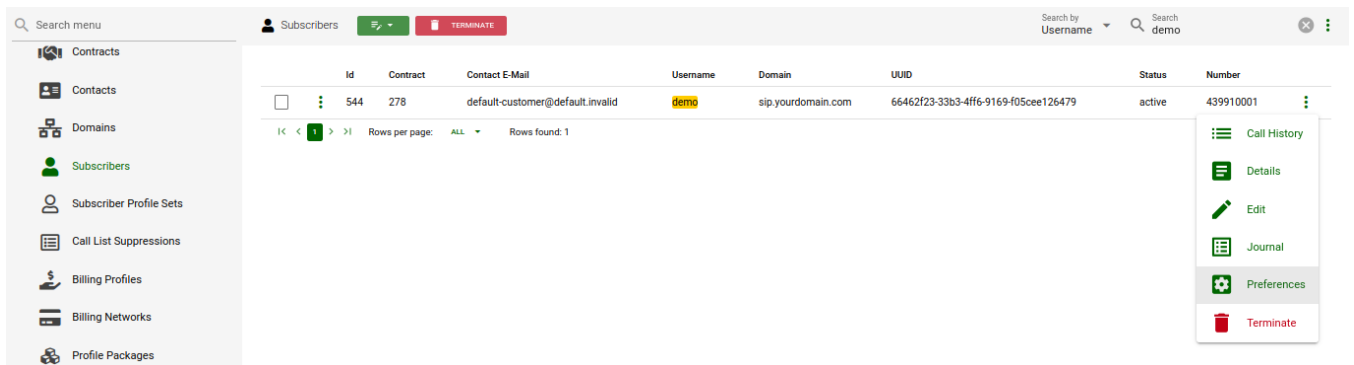 Search menu
Contracts
Contacts
Domains
Subscribers
Subscriber Profile Sets
Call List Suppressions
Billing Profiles
Billing Networks
Profile Packages
Subscribers
TERMINATE
Search by
Username
Search
demo
Id Contract Contact E-Mail Username Domain UUID Status Number
544 278 default-customer@default.invalid demo sip.yourdomain.com 66462f23-33b3-4ff6-9169-f05cee126479 active 439910001
1 Rows per page: ALL Rows found: 1
Call History
Details
Edit
Journal
Preferences
Terminate